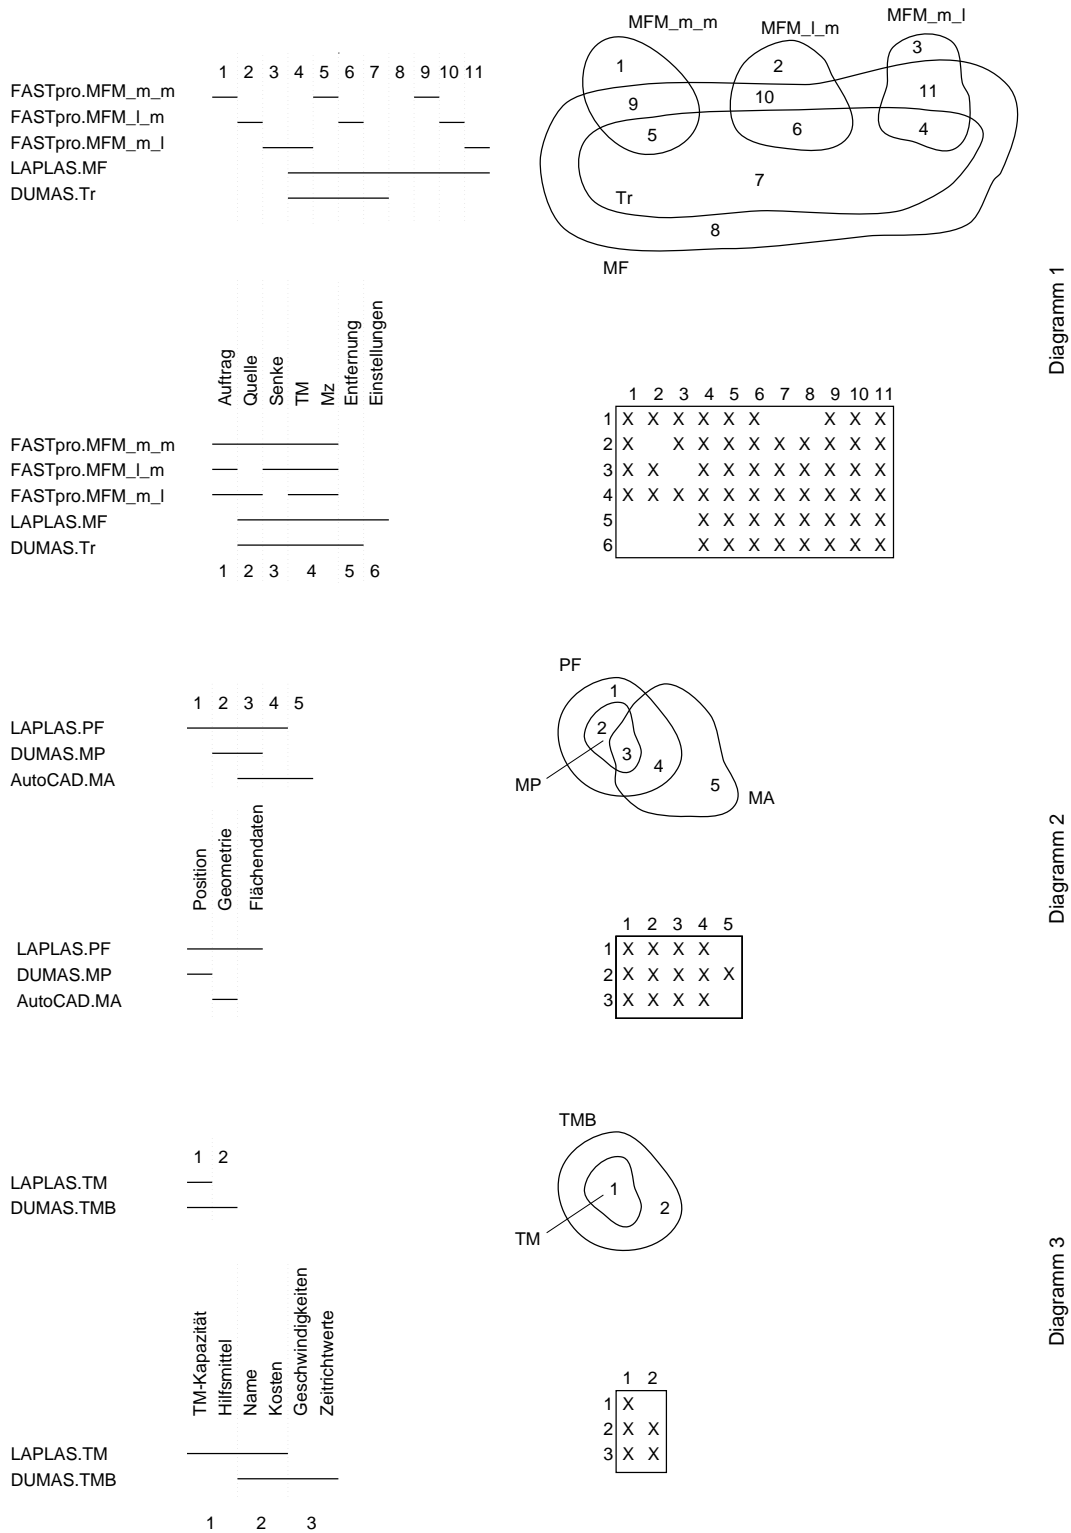 MFM_m_m
MFM_l_m
MFM_m_l
1 2 3 4 5 6 7 8 9 10 11
FASTpro.MFM_m_m
FASTpro.MFM_l_m
FASTpro.MFM_m_l
LAPLAS.MF
DUMAS.Tr
1
2
3
9
10
11
5
6
4
7
Tr
8
MF
Diagramm 1
Auftrag
Quelle
Senke
TM
Mz
Entfernung
Einstellungen
FASTpro.MFM_m_m
FASTpro.MFM_l_m
FASTpro.MFM_m_l
LAPLAS.MF
DUMAS.Tr
1 2 3 4 5 6
1 2 3 4 5 6 7 8 9 10 11
1 X X X X X X X X X
2 X X X X X X X X X X
3 X X X X X X X X X X
4 X X X X X X X X X X X
5 X X X X X X X X
6 X X X X X X X X
PF
1 2 3 4 5
LAPLAS.PF
DUMAS.MP
AutoCAD.MA
1
2
3
4
5
MP
MA
Diagramm 2
Position
Geometrie
Flächendaten
LAPLAS.PF
DUMAS.MP
AutoCAD.MA
1 2 3 4 5
1 X X X X
2 X X X X X
3 X X X X
TMB
1 2
LAPLAS.TM
DUMAS.TMB
1
2
TM
Diagramm 3
TM-Kapazität
Hilfsmittel
Name
Kosten
Geschwindigkeiten
Zeitrichtwerte
LAPLAS.TM
DUMAS.TMB
1 2 3
1 2
1 X
2 X X
3 X X